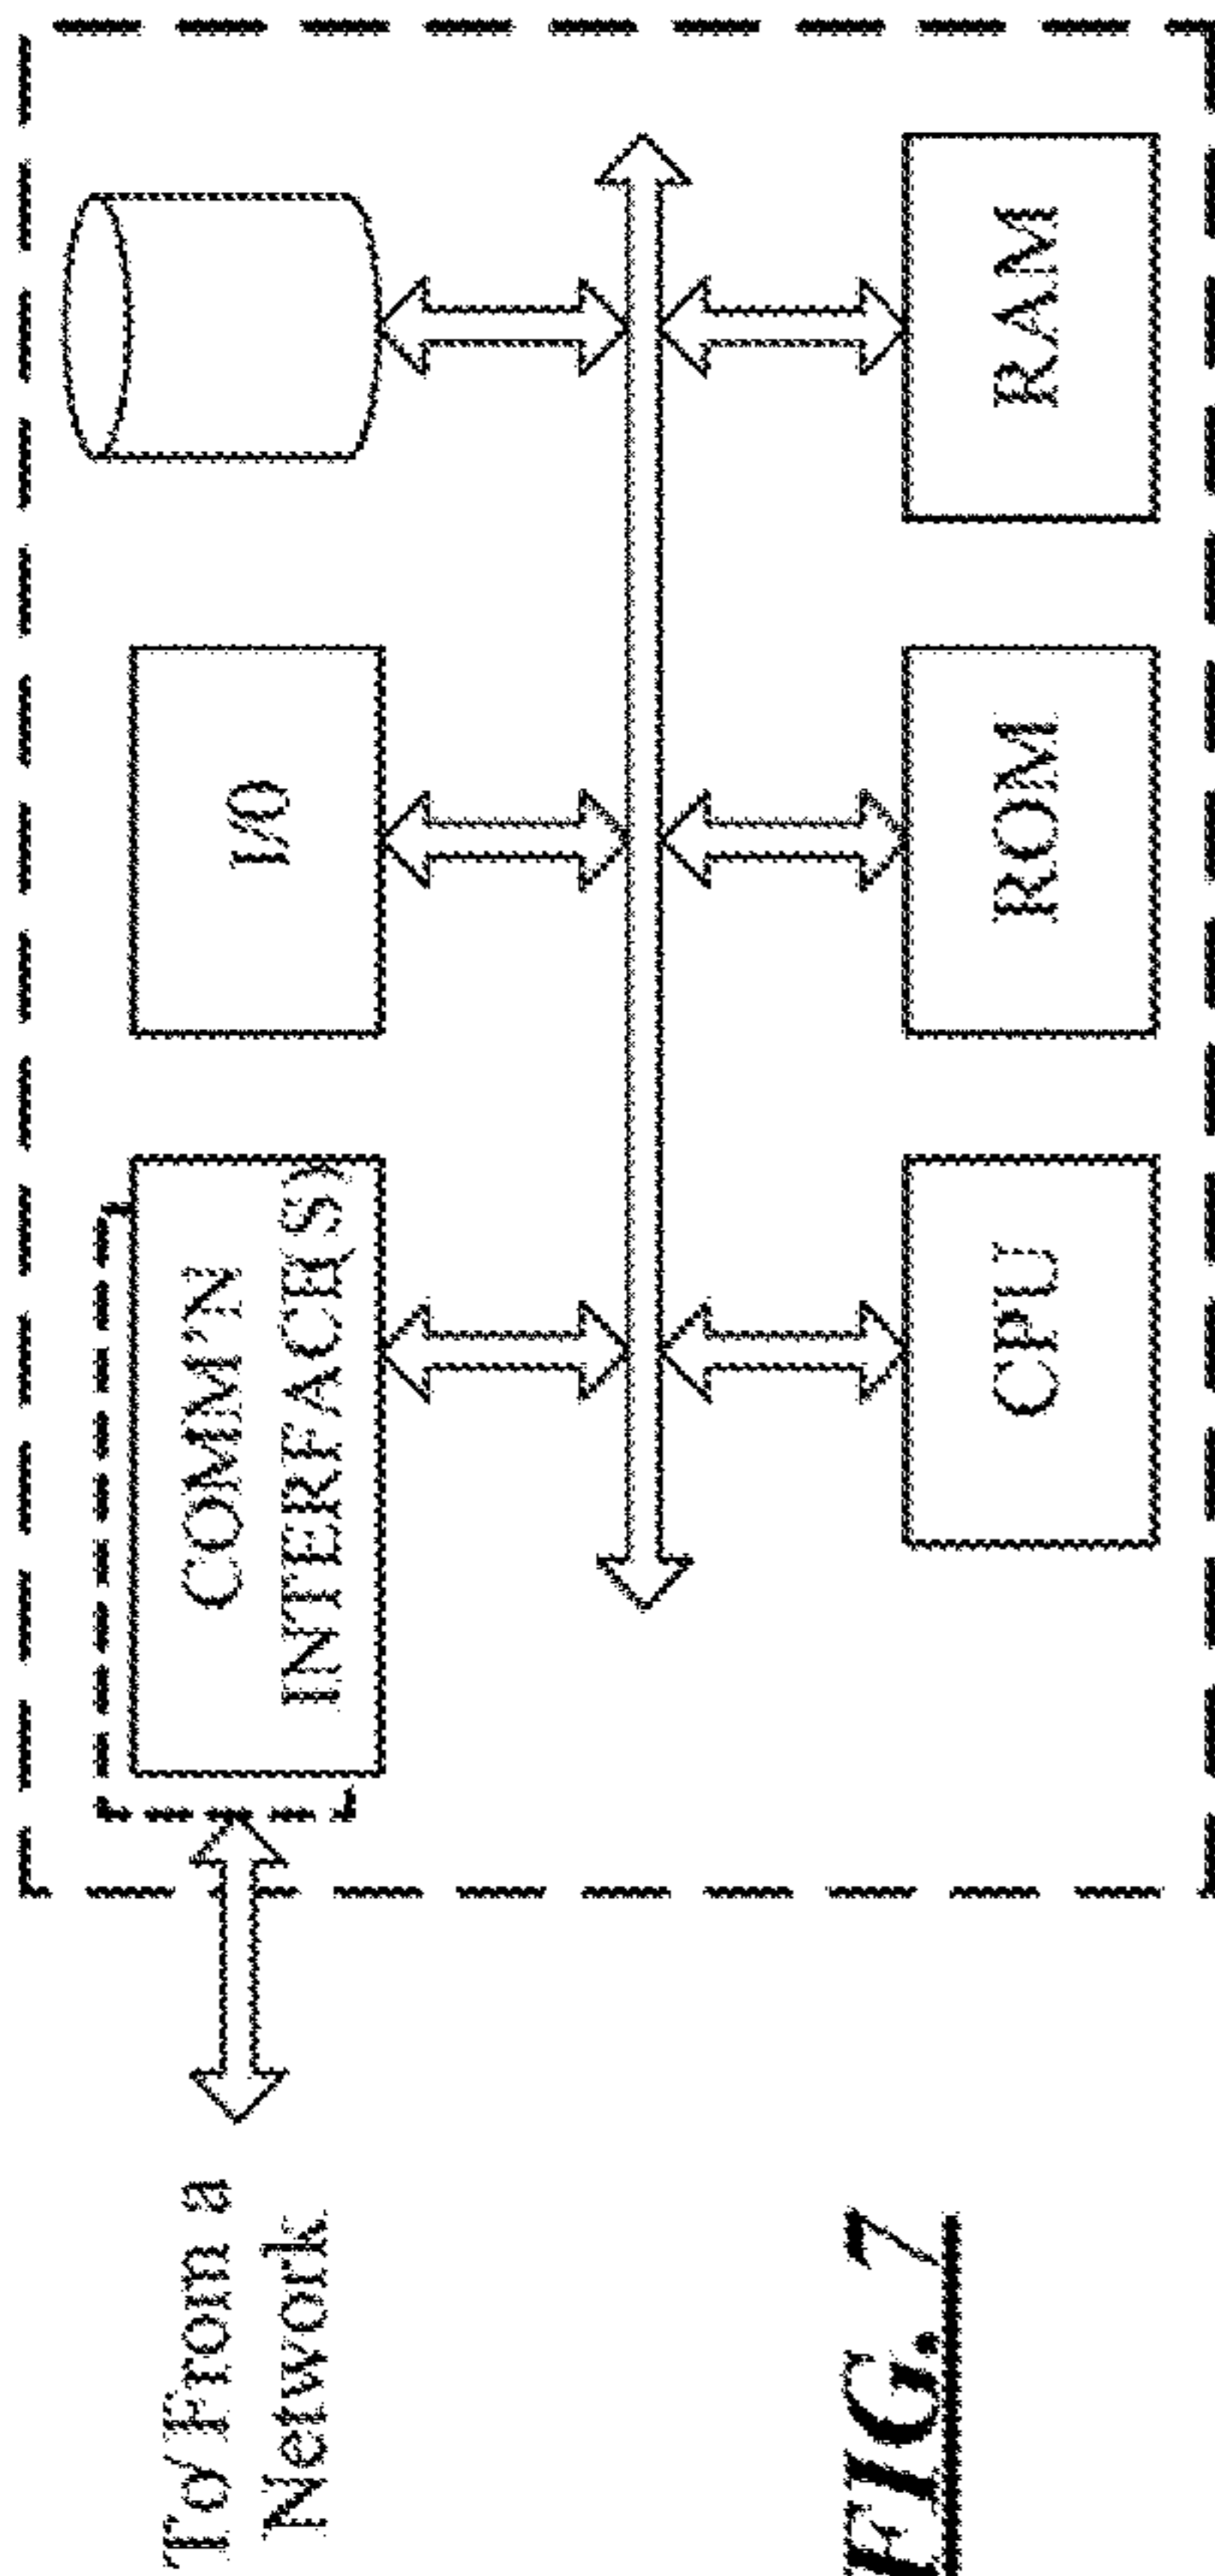 To/From a
Network
COMM'N
INTERFACE(S)
I/O
CPU
ROM
RAM
FIG. 7